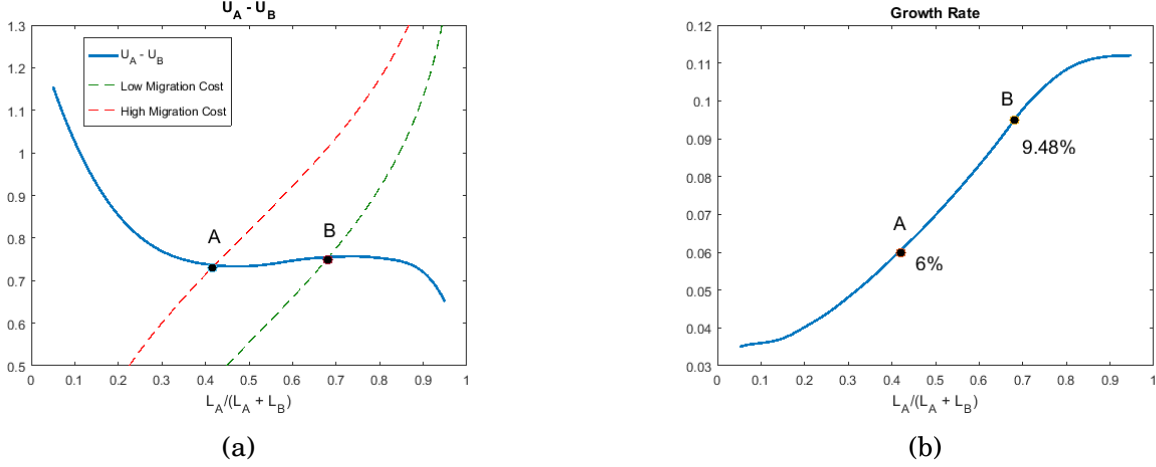 U_A - U_B
1.3
1.2
1.1
1
0.9
0.8
0.7
0.6
0.5
U_A - U_B
Low Migration Cost
High Migration Cost
A
B
0 0.1 0.2 0.3 0.4 0.5 0.6 0.7 0.8 0.9 1
L_A/(L_A + L_B)
(a)
Growth Rate
0.12
0.11
0.1
0.09
0.08
0.07
0.06
0.05
0.04
0.03
B
9.48%
A
6%
0 0.1 0.2 0.3 0.4 0.5 0.6 0.7 0.8 0.9 1
L_A/(L_A + L_B)
(b)